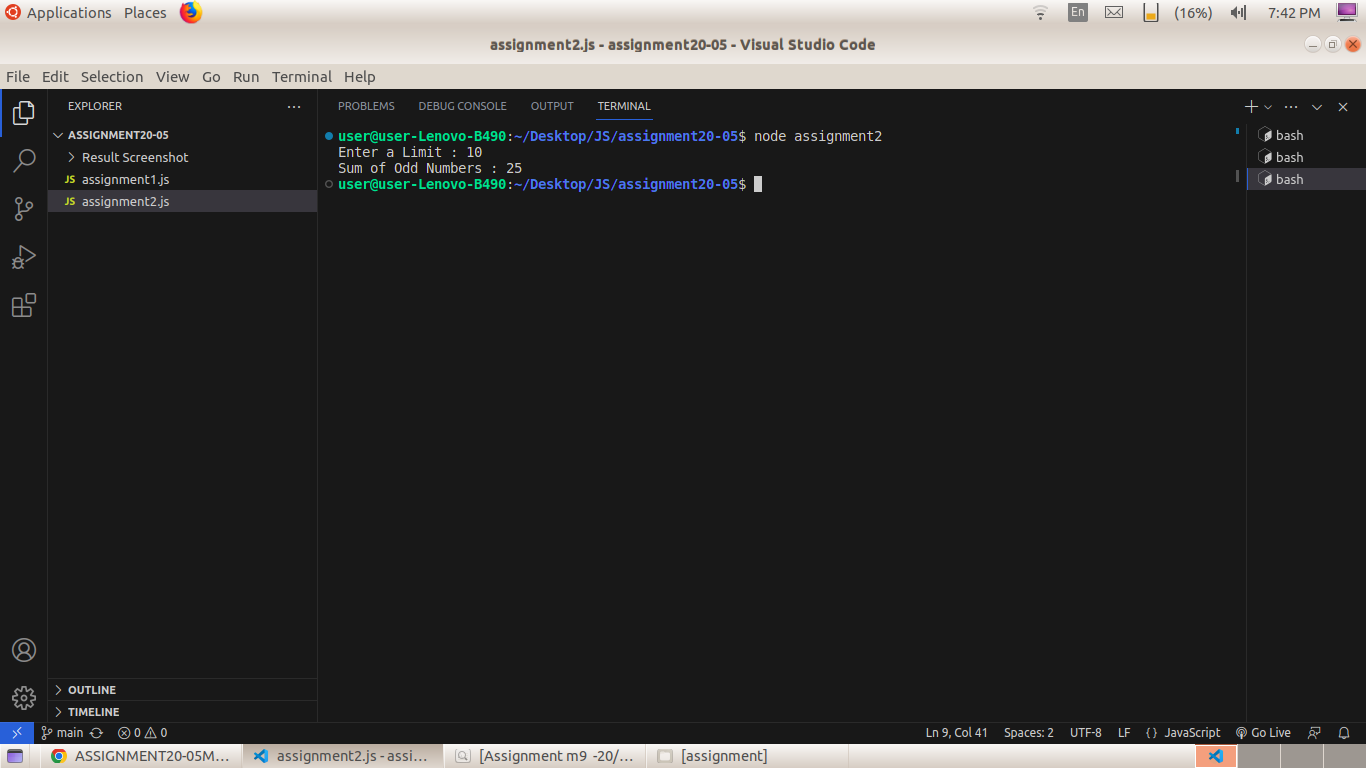 Applications Places En (16%) 7:42 PM
assignment2.js - assignment20-05 - Visual Studio Code
File Edit Selection View Go Run Terminal Help
EXPLORER ··· PROBLEMS DEBUG CONSOLE OUTPUT TERMINAL ···
ASSIGNMENT20-05
user@user-Lenovo-B490:~/Desktop/JS/assignment20-05$ node assignment2
bash
Result Screenshot
Enter a Limit : 10
bash
Sum of Odd Numbers : 25
JS assignment1.js
user@user-Lenovo-B490:~/Desktop/JS/assignment20-05$
bash
JS assignment2.js
OUTLINE
TIMELINE
main 0 0 Ln 9, Col 41 Spaces: 2 UTF-8 LF {} JavaScript Go Live
ASSIGNMENT20-05M... assignment2.js - assi... [Assignment m9 -20/... [assignment]